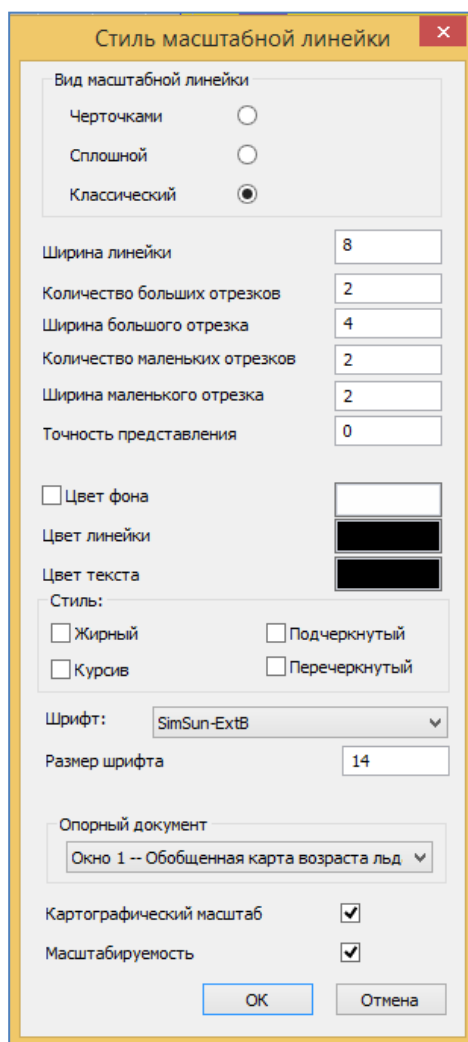 Стиль масштабной линейки
Вид масштабной линейки
Черточками
Сплошной
Классический
Ширина линейки 8
Количество больших отрезков 2
Ширина большого отрезка 4
Количество маленьких отрезков 2
Ширина маленького отрезка 2
Точность представления 0
Цвет фона
Цвет линейки
Цвет текста
Стиль:
Жирный Подчеркнутый
Курсив Перечеркнутый
Шрифт: SimSun-ExtB
Размер шрифта 14
Опорный документ
Окно 1 -- Обобщенная карта возраста льд
Картографический масштаб
Масштабируемость
OK Отмена